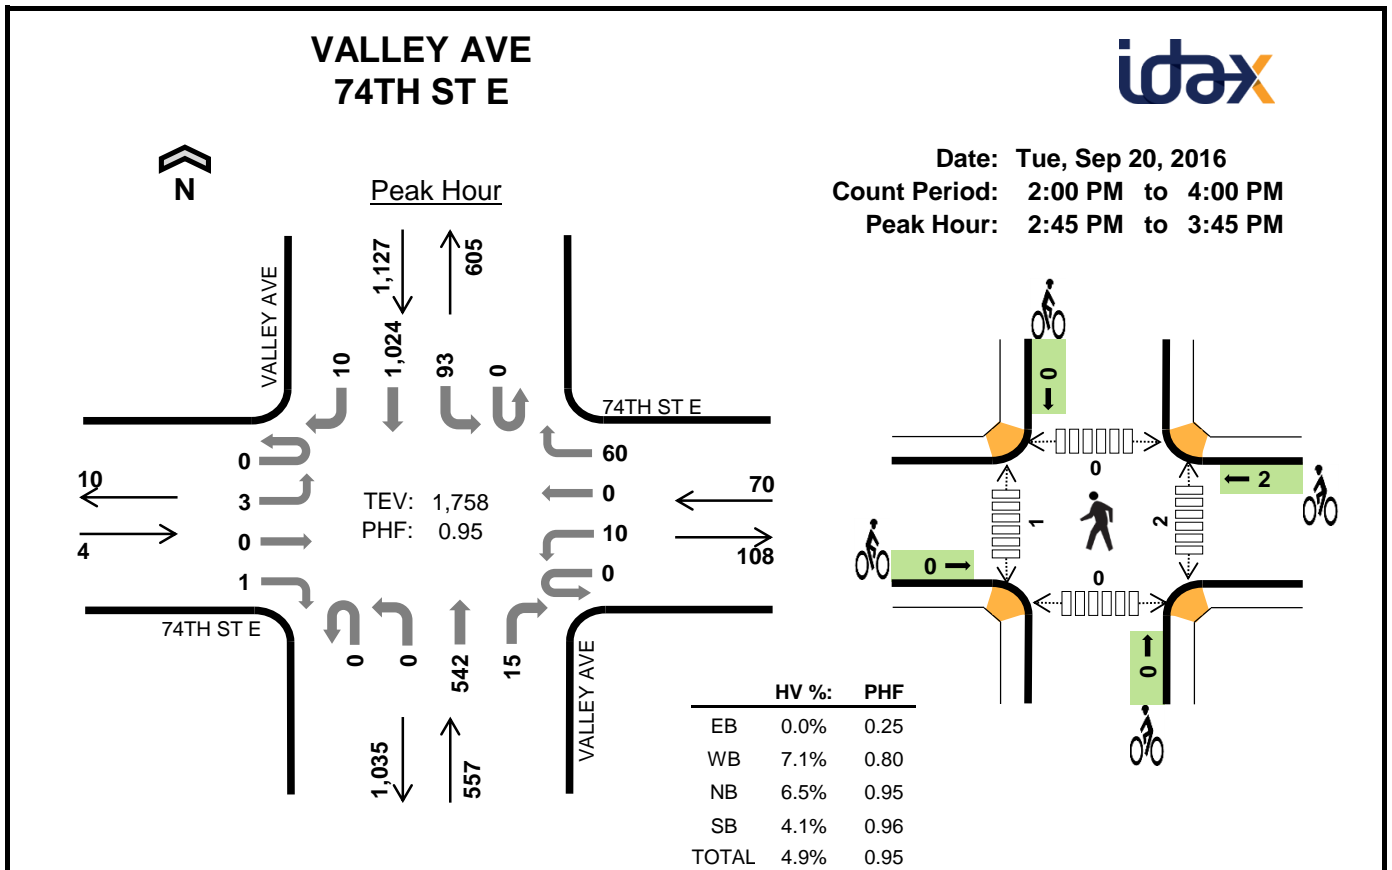 VALLEY AVE
74TH ST E
idax
N
Peak Hour
Date: Tue, Sep 20, 2016
Count Period: 2:00 PM to 4:00 PM
Peak Hour: 2:45 PM to 3:45 PM
1,127
605
VALLEY AVE
10
1,024
93
0
74TH ST E
0
3
0
1
10
4
TEV: 1,758
PHF: 0.95
60
0
10
0
70
108
74TH ST E
0
0
542
15
VALLEY AVE
1,035
557
0
0
2
1
2
0
0
0
HV %: PHF
EB 0.0% 0.25
WB 7.1% 0.80
NB 6.5% 0.95
SB 4.1% 0.96
TOTAL 4.9% 0.95